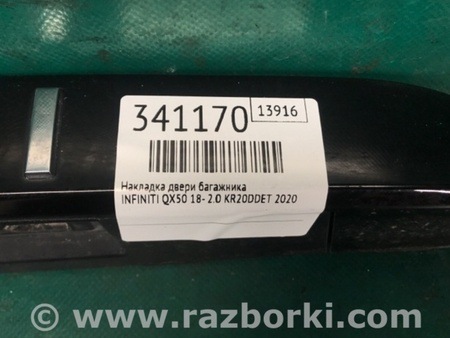 341170
13916
Накладка двери багажника
INFINITI QX50 18- 2.0 KR20DDET 2020
© www.razborki.com